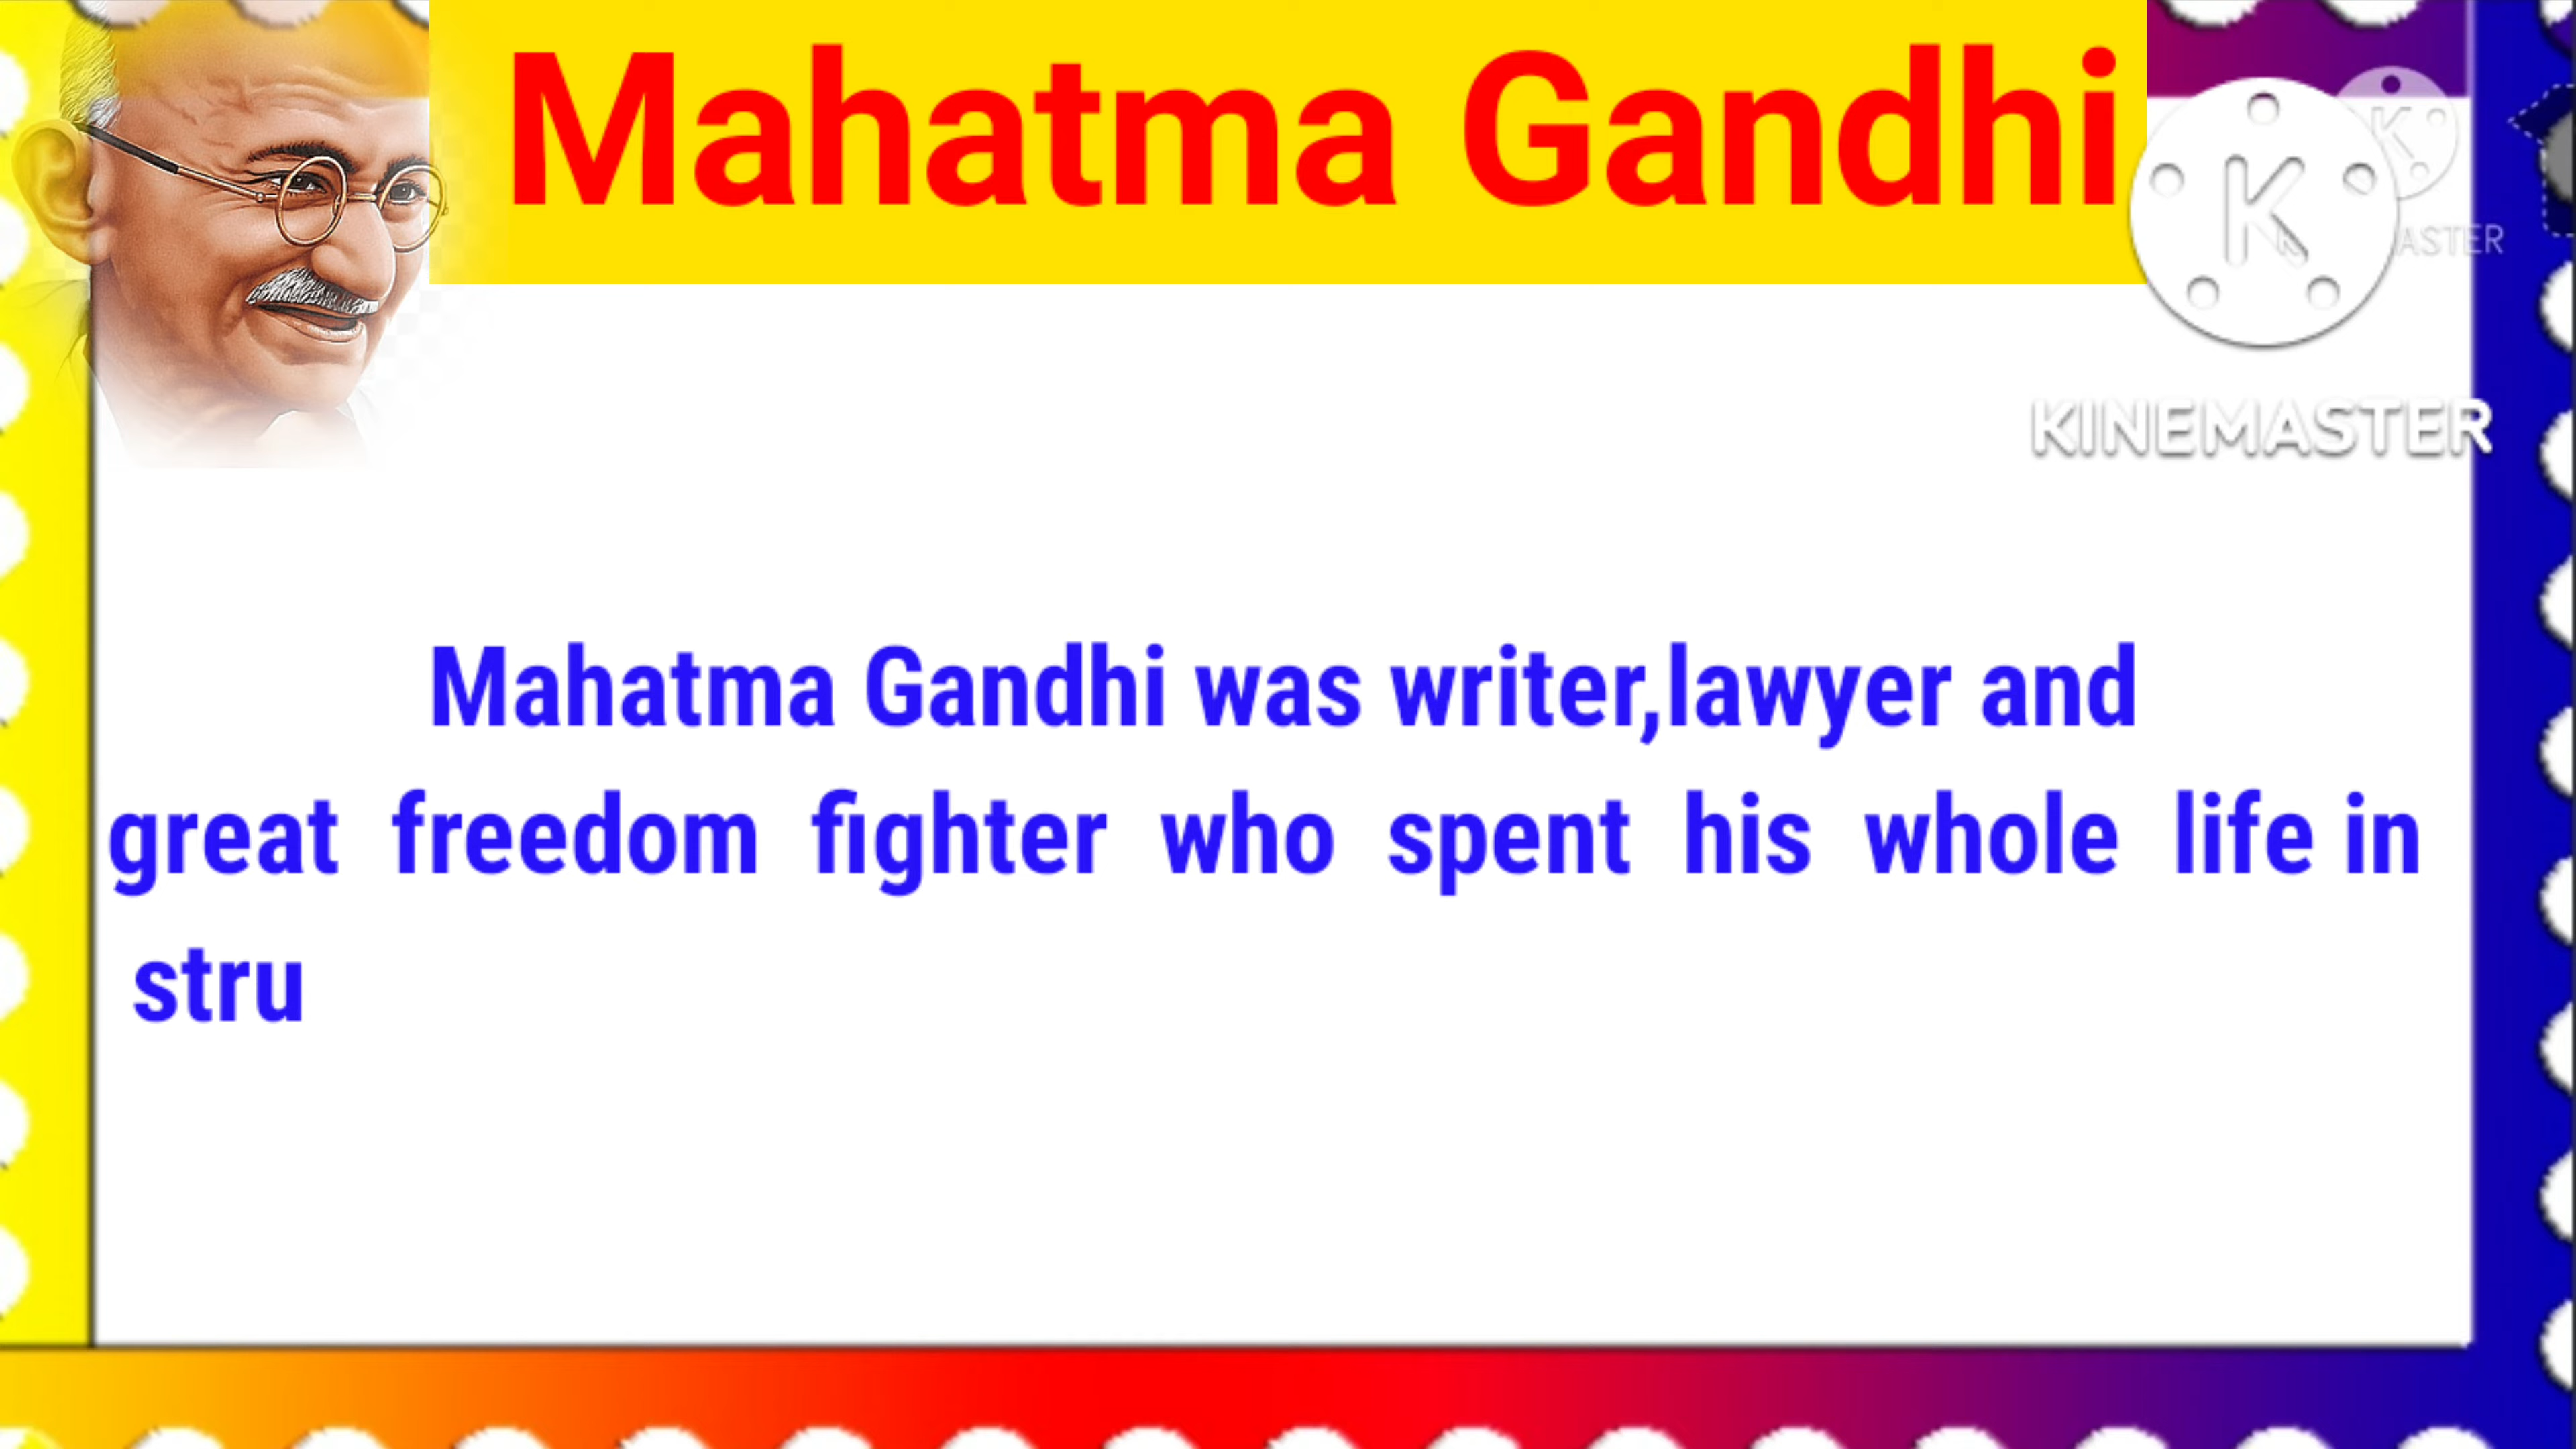 Mahatma Gandhi
K
K
ASTER
KINEMASTER
Mahatma Gandhi was writer,lawyer and
great freedom fighter who spent his whole life in
stru